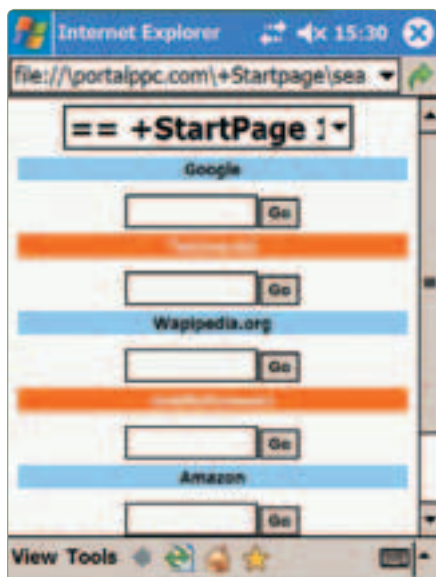 Internet Explorer 15:30
file://\portalppc.com\+Startpage\sea
== +StartPage
Google
Go
Go
Wapipedia.org
Go
Go
Amazon
Go
View Tools